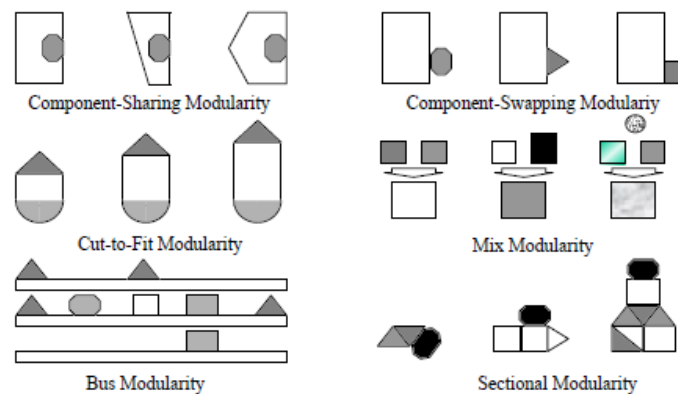 Component-Sharing Modularity
Component-Swapping Modulariy
Cut-to-Fit Modularity
Mix Modularity
Bus Modularity
Sectional Modularity